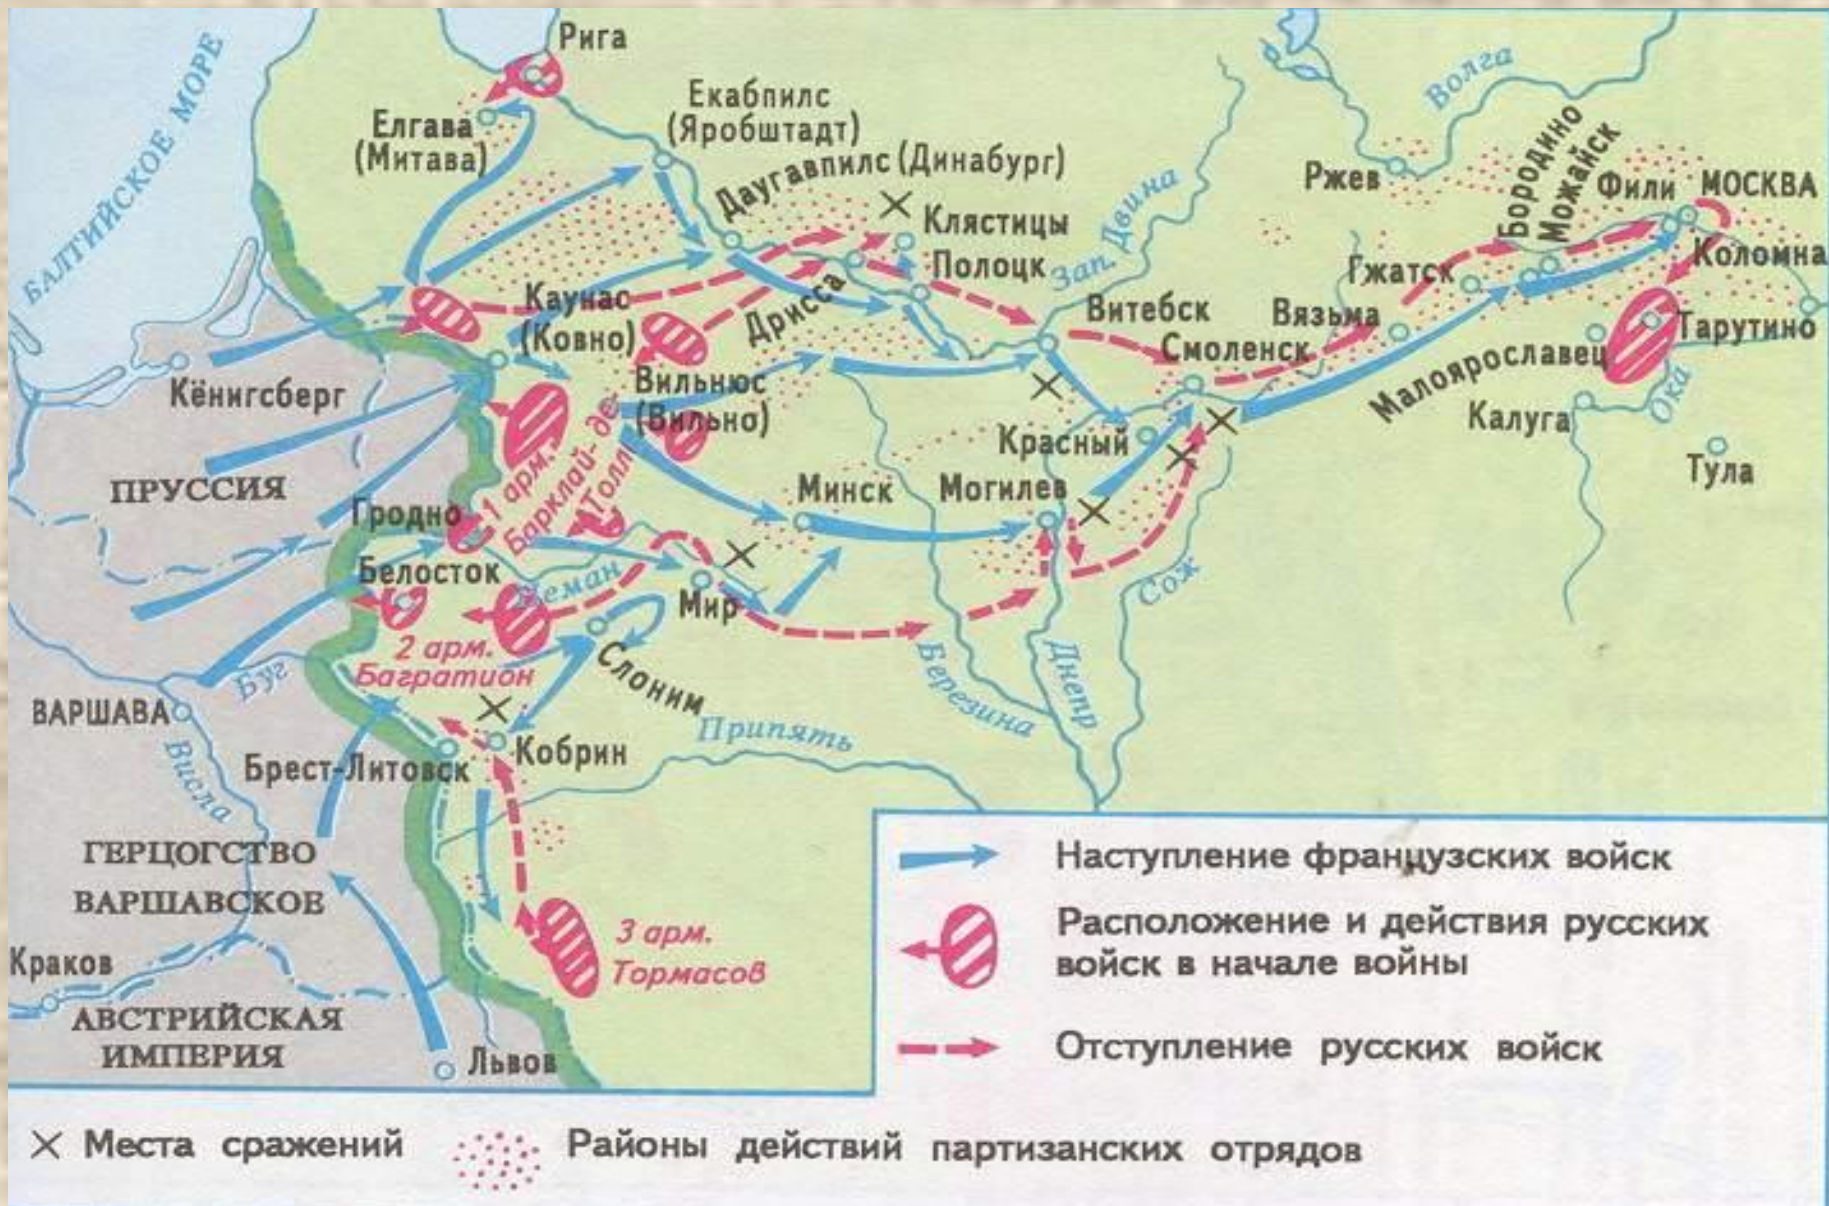 Рига
БАЛТИЙСКОЕ МОРЕ
Елгава
(Митава)
Екабпилс
(Яробштадт)
Даугавпилс (Динабург)
Клястицы
Полоцк
Дрисса
Зап. Двина
Волга
Ржев
Бородино
Можайск
Фили
МОСКВА
Коломна
Гжатск
Вязьма
Тарутино
Малоярославец
Калуга
Ока
Тула
Витебск
Смоленск
Красный
Каунас
(Ковно)
Вильнюс
(Вильно)
Кёнигсберг
ПРУССИЯ
1 арм.
Барклай-де-
Толли
Гродно
Белосток
Неман
Минск
Могилев
Мир
Сож
2 арм.
Багратион
Слоним
Березина
Днепр
Буг
ВАРШАВА
Висла
Брест-Литовск
Кобрин
Припять
ГЕРЦОГСТВО
ВАРШАВСКОЕ
3 арм.
Тормасов
Краков
АВСТРИЙСКАЯ
ИМПЕРИЯ
Львов
Наступление французских войск
Расположение и действия русских
войск в начале войны
Отступление русских войск
Места сражений
Районы действий партизанских отрядов